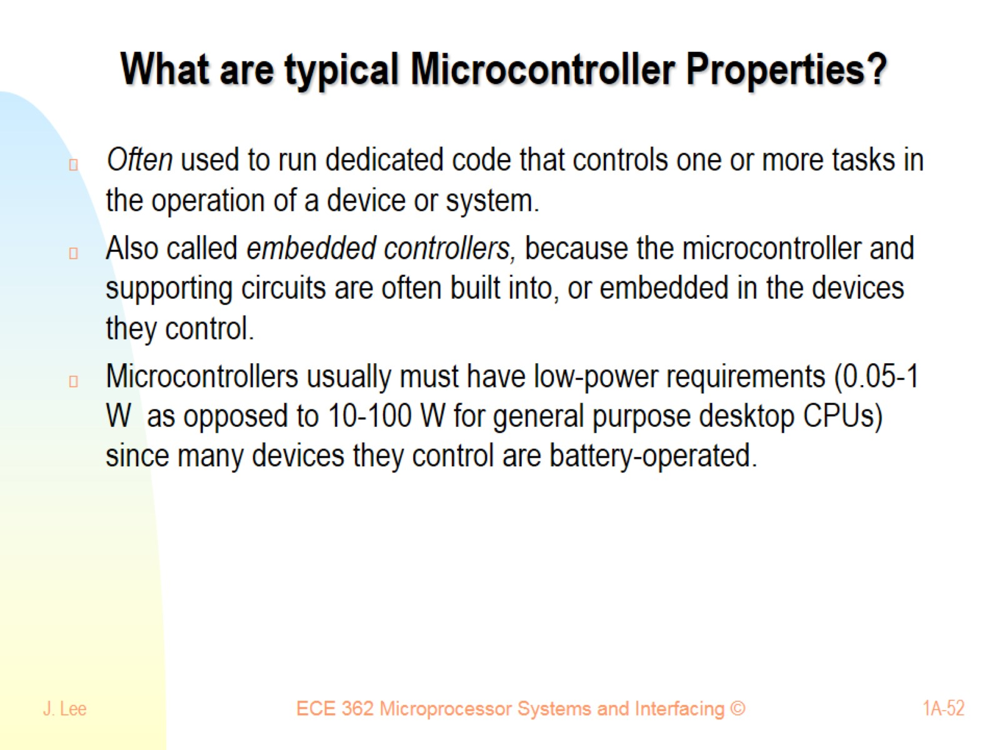 What are typical Microcontroller Properties?
Often used to run dedicated code that controls one or more tasks in
the operation of a device or system.
Also called embedded controllers, because the microcontroller and
supporting circuits are often built into, or embedded in the devices
they control.
Microcontrollers usually must have low-power requirements (0.05-1
W  as opposed to 10-100 W for general purpose desktop CPUs)
since many devices they control are battery-operated.
J. Lee
ECE 362 Microprocessor Systems and Interfacing ©
1A-52